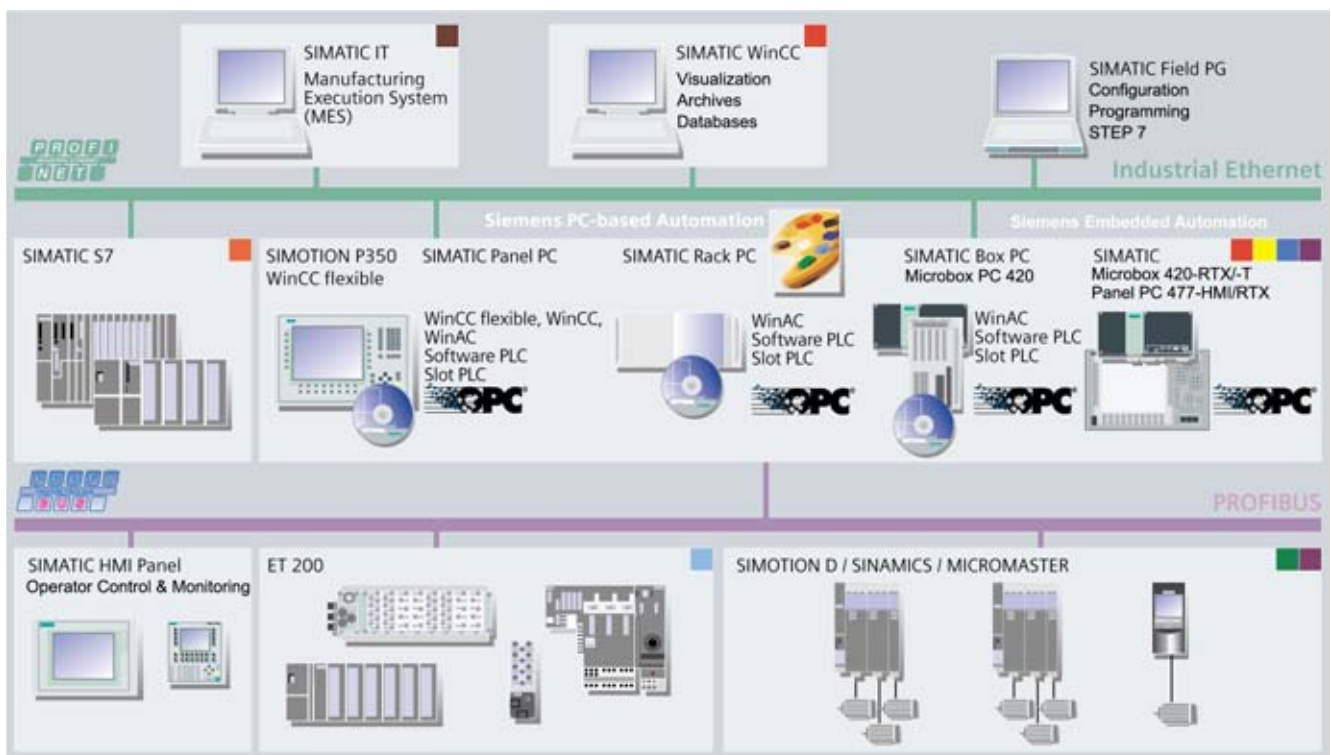 SIMATIC IT
Manufacturing
Execution System
(MES)
SIMATIC WinCC
Visualization
Archives
Databases
SIMATIC Field PG
Configuration
Programming
STEP 7
PROFI
NET
Industrial Ethernet
Siemens PC-based Automation
Siemens Embedded Automation
SIMATIC S7
SIMOTION P350
WinCC flexible
SIMATIC Panel PC
WinCC flexible, WinCC,
WinAC
Software PLC
Slot PLC
OPC
SIMATIC Rack PC
WinAC
Software PLC
Slot PLC
OPC
SIMATIC Box PC
Microbox PC 420
WinAC
Software PLC
Slot PLC
OPC
SIMATIC
Microbox 420-RTX/-T
Panel PC 477-HMI/RTX
OPC
BUS
PROFIBUS
SIMATIC HMI Panel
Operator Control & Monitoring
ET 200
SIMOTION D / SINAMICS / MICROMASTER